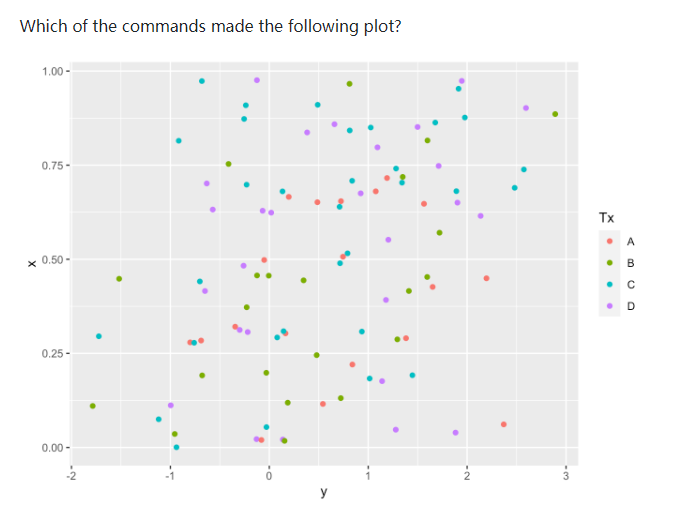 Which of the commands made the following plot?
1.00
0.75
0.50
0.25
0.00
x
-2 -1 0 1 2 3
y
Tx
A
B
C
D